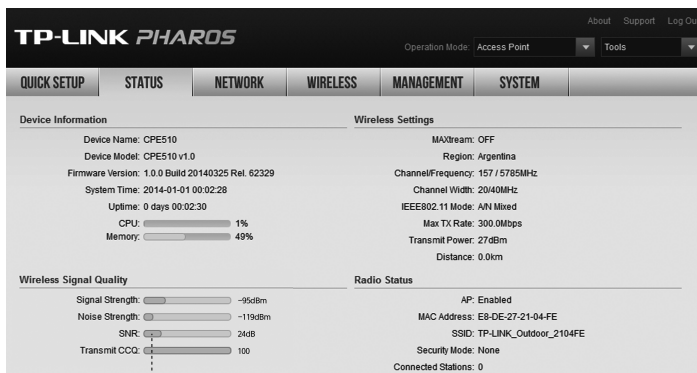 About Support Log Ou
TP-LINK PHAROS
Operation Mode: Access Point Tools
QUICK SETUP STATUS NETWORK WIRELESS MANAGEMENT SYSTEM
Device Information
Device Name: CPE510
Device Model: CPE510 v1.0
Firmware Version: 1.0.0 Build 20140325 Rel. 62329
System Time: 2014-01-01 00:02:28
Uptime: 0 days 00:02:30
CPU: 1%
Memory: 49%
Wireless Settings
MAXtream: OFF
Region: Argentina
Channel/Frequency: 157 / 5785MHz
Channel Width: 20/40MHz
IEEE802.11 Mode: A/N Mixed
Max TX Rate: 300.0Mbps
Transmit Power: 27dBm
Distance: 0.0km
Wireless Signal Quality
Signal Strength: -95dBm
Noise Strength: -119dBm
SNR: 24dB
Transmit CCQ: 100
Radio Status
AP: Enabled
MAC Address: E8-DE-27-21-04-FE
SSID: TP-LINK_Outdoor_2104FE
Security Mode: None
Connected Stations: 0